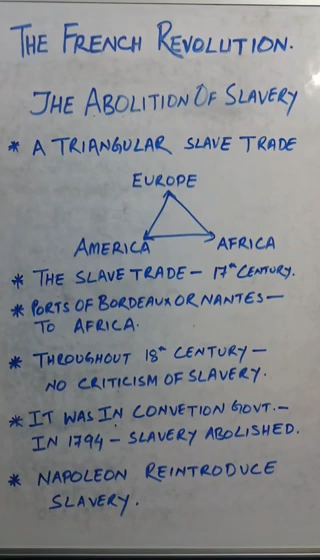 THE FRENCH REVOLUTION.
THE ABOLITION OF SLAVERY
* A TRIANGULAR SLAVE TRADE
EUROPE
AMERICA AFRICA
* THE SLAVE TRADE – 17th CENTURY.
* PORTS OF BORDEAUX OR NANTES –
TO AFRICA.
* THROUGHOUT 18th CENTURY –
NO CRITICISM OF SLAVERY.
* IT WAS IN CONVETION GOVT. –
IN 1794 – SLAVERY ABOLISHED.
* NAPOLEON REINTRODUCE
SLAVERY.